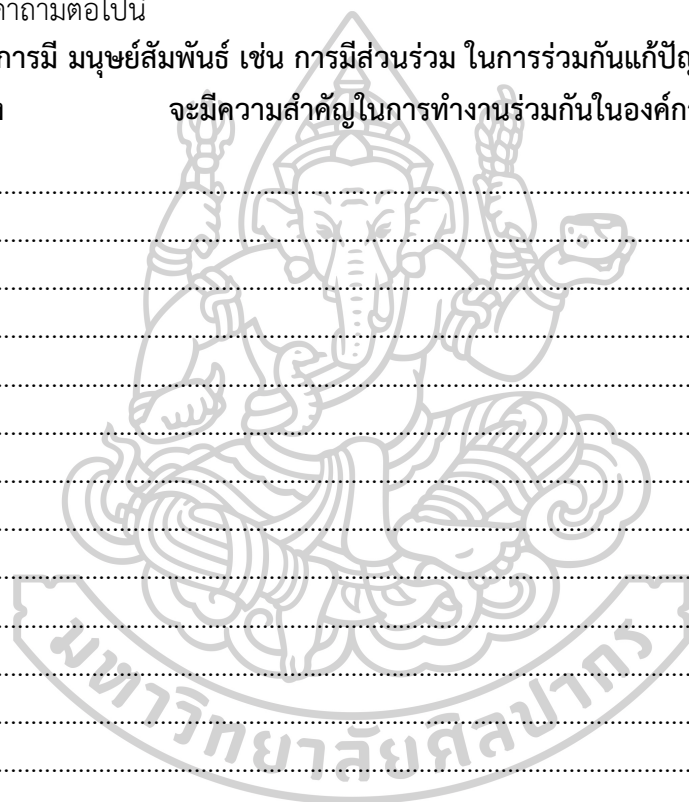 คำถามต่อไปนี้
การมี มนุษย์สัมพันธ์ เช่น การมีส่วนร่วม ในการร่วมกันแก้ปัญ
จะมีความสำคัญในการทำงานร่วมกันในองค์ก
มหาวิทยาลัยศิลปากร